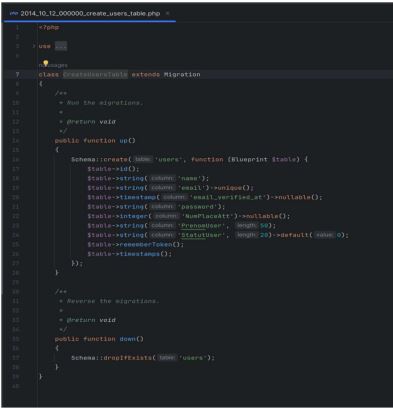 2014_10_12_000000_create_users_table.php ×
1 <?php
2
3 use ...
6
no usages
7 class CreateUsersTable extends Migration
8 {
9 /**
10 * Run the migrations.
11 *
12 * @return void
13 */
14 public function up()
15 {
16 Schema::create( table: 'users', function (Blueprint $table) {
17 $table->id();
18 $table->string( column: 'name');
19 $table->string( column: 'email')->unique();
20 $table->timestamp( column: 'email_verified_at')->nullable();
21 $table->string( column: 'password');
22 $table->integer( column: 'NumPlaceAtt')->nullable();
23 $table->string( column: 'PrenomUser', length: 50);
24 $table->string( column: 'StatutUser', length: 20)->default( value: 0);
25 $table->rememberToken();
26 $table->timestamps();
27 });
28 }
29
30 /**
31 * Reverse the migrations.
32 *
33 * @return void
34 */
35 public function down()
36 {
37 Schema::dropIfExists( table: 'users');
38 }
39 }
40